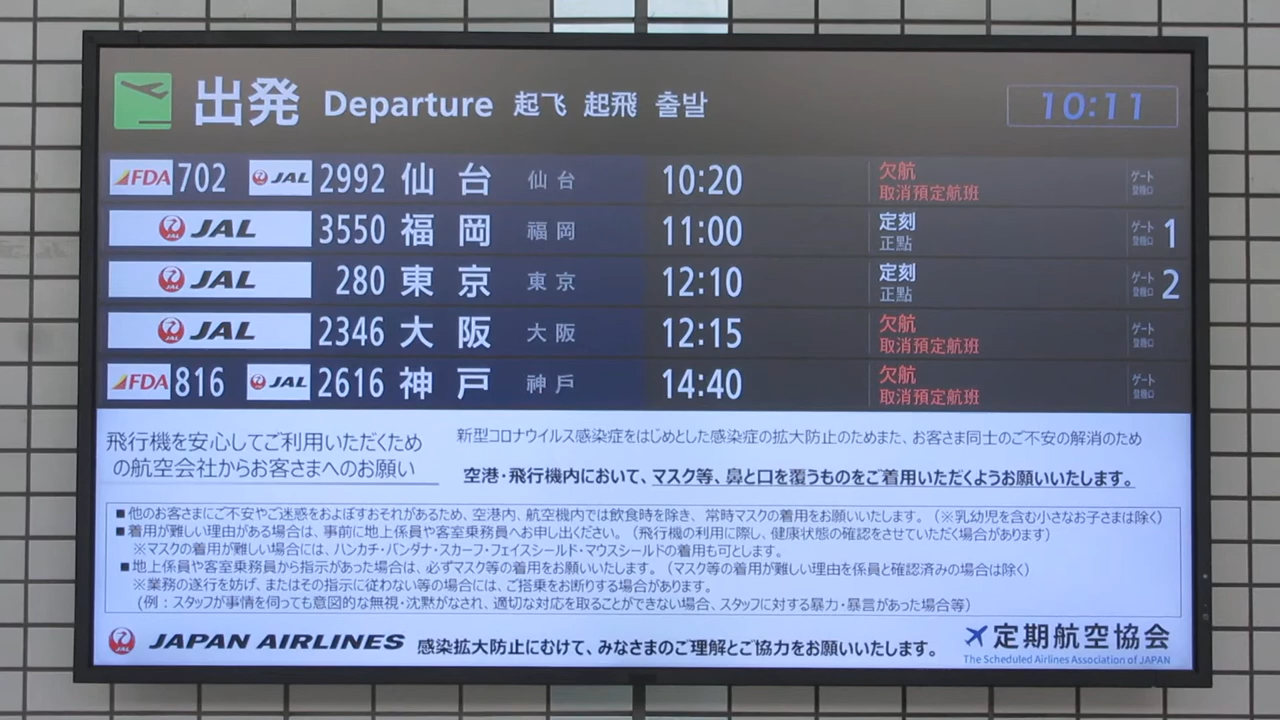 出発 Departure 起飞 起飛 출발 10:11
FDA 702 JAL 2992 仙台 仙台 10:20 欠航 取消預定航班 ゲート 登機口
JAL 3550 福岡 福岡 11:00 定刻 正點 ゲート 登機口 1
JAL 280 東京 東京 12:10 定刻 正點 ゲート 登機口 2
JAL 2346 大阪 大阪 12:15 欠航 取消預定航班 ゲート 登機口
FDA 816 JAL 2616 神戸 神戶 14:40 欠航 取消預定航班 ゲート 登機口
飛行機を安心してご利用いただくため
の航空会社からお客さまへのお願い
新型コロナウイルス感染症をはじめとした感染症の拡大防止のためまた、お客さま同士のご不安の解消のため
空港・飛行機内において、マスク等、鼻と口を覆うものをご着用いただくようお願いいたします。
■他のお客さまにご不安やご迷惑をおよぼすおそれがあるため、空港内、航空機内では飲食時を除き、常時マスクの着用をお願いいたします。（※乳幼児を含む小さなお子さまは除く）
■着用が難しい理由がある場合は、事前に地上係員や客室乗務員へお申し出ください。（飛行機の利用に際し、健康状態の確認をさせていただく場合があります）
※マスクの着用が難しい場合には、ハンカチ・バンダナ・スカーフ・フェイスシールド・マウスシールドの着用も可とします。
■地上係員や客室乗務員から指示があった場合は、必ずマスク等の着用をお願いいたします。（マスク等の着用が難しい理由を係員と確認済みの場合は除く）
※業務の遂行を妨げ、またはその指示に従わない等の場合には、ご搭乗をお断りする場合があります。
（例：スタッフが事情を伺っても意図的な無視・沈黙がなされ、適切な対応を取ることができない場合、スタッフに対する暴力・暴言があった場合等）
JAPAN AIRLINES 感染拡大防止にむけて、みなさまのご理解とご協力をお願いいたします。 定期航空協会
The Scheduled Airlines Association of JAPAN